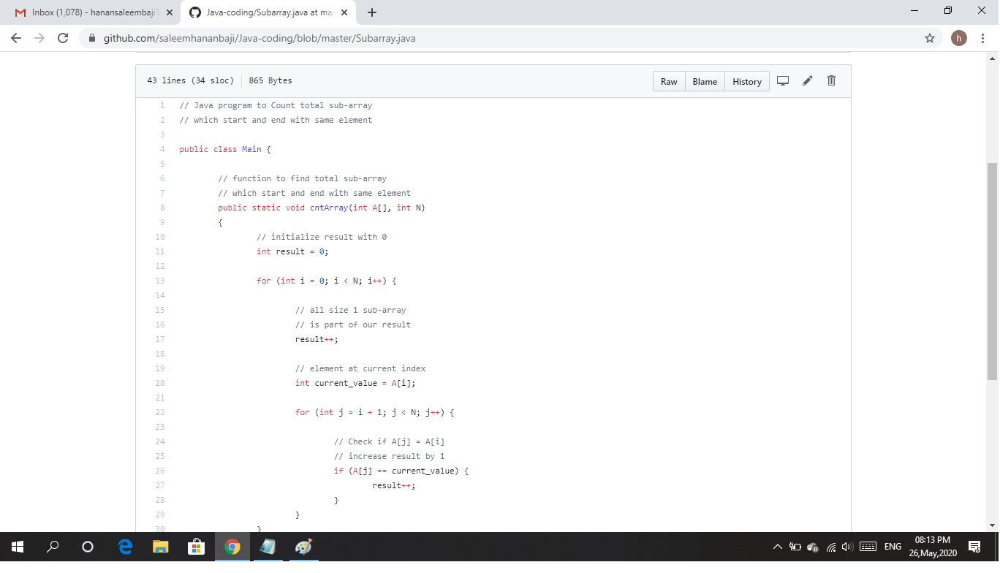 Inbox (1,078) - hanansaleembaji1
Java-coding/Subarray.java at mas
github.com/saleemhananbaji/Java-coding/blob/master/Subarray.java
h
43 lines (34 sloc) 865 Bytes
Raw Blame History
1 // Java program to Count total sub-array
2 // which start and end with same element
3
4 public class Main {
5
6 // function to find total sub-array
7 // which start and end with same element
8 public static void cntArray(int A[], int N)
9 {
10 // initialize result with 0
11 int result = 0;
12
13 for (int i = 0; i < N; i++) {
14
15 // all size 1 sub-array
16 // is part of our result
17 result++;
18
19 // element at current index
20 int current_value = A[i];
21
22 for (int j = i + 1; j < N; j++) {
23
24 // Check if A[j] = A[i]
25 // increase result by 1
26 if (A[j] == current_value) {
27 result++;
28 }
29 }
30 }
ENG
08:13 PM
26,May,2020